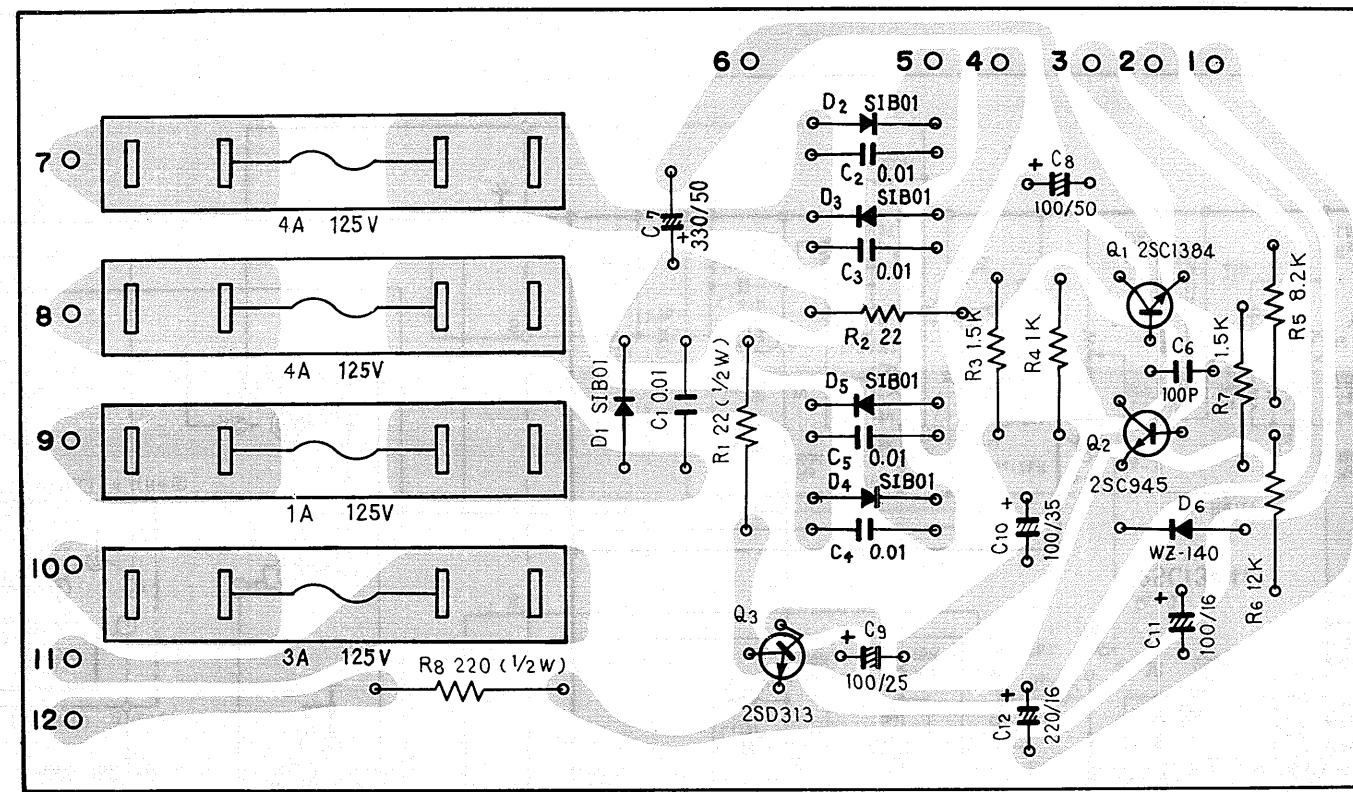 6 5 4 3 2 1
D2 SIB01
C2 0.01
D3 SIB01
C3 0.01
R2 22
D5 SIB01
C5 0.01
D4 SIB01
C4 0.01
7
4A 125V
8
4A 125V
9
1A 125V
10
3A 125V
11
R8 220 (1/2W)
12
C7
330/50
+
D1 SIB01
C1 0.01
R1 22 (1/2W)
+ C8
100/50
Q1 2SC1384
R5 8.2K
R3 1.5K
R4 1K
C6
100P
R7 1.5K
Q2
2SC945
D6
WZ-140
R6 12K
+
C10
100/35
+
C11
100/16
Q3
2SD313
+ C9
100/25
+
C12
220/16